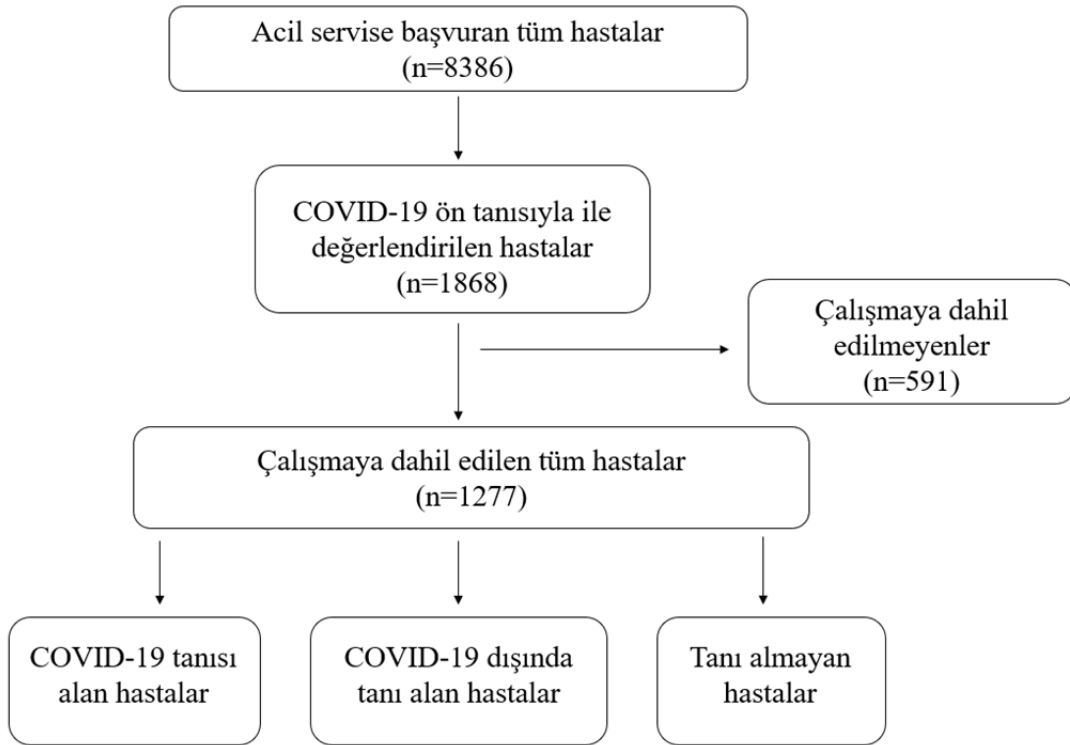 Acil servise başvuran tüm hastalar
(n=8386)
COVID-19 ön tanısıyla ile
değerlendirilen hastalar
(n=1868)
Çalışmaya dahil
edilmeyenler
(n=591)
Çalışmaya dahil edilen tüm hastalar
(n=1277)
COVID-19 tanısı
alan hastalar
COVID-19 dışında
tanı alan hastalar
Tanı almayan
hastalar